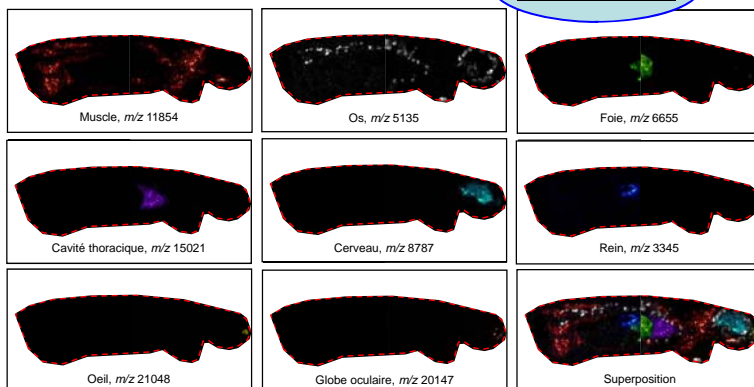 Muscle, m/z 11854
Os, m/z 5135
Foie, m/z 6655
Cavité thoracique, m/z 15021
Cerveau, m/z 8787
Rein, m/z 3345
Oeil, m/z 21048
Globe oculaire, m/z 20147
Superposition